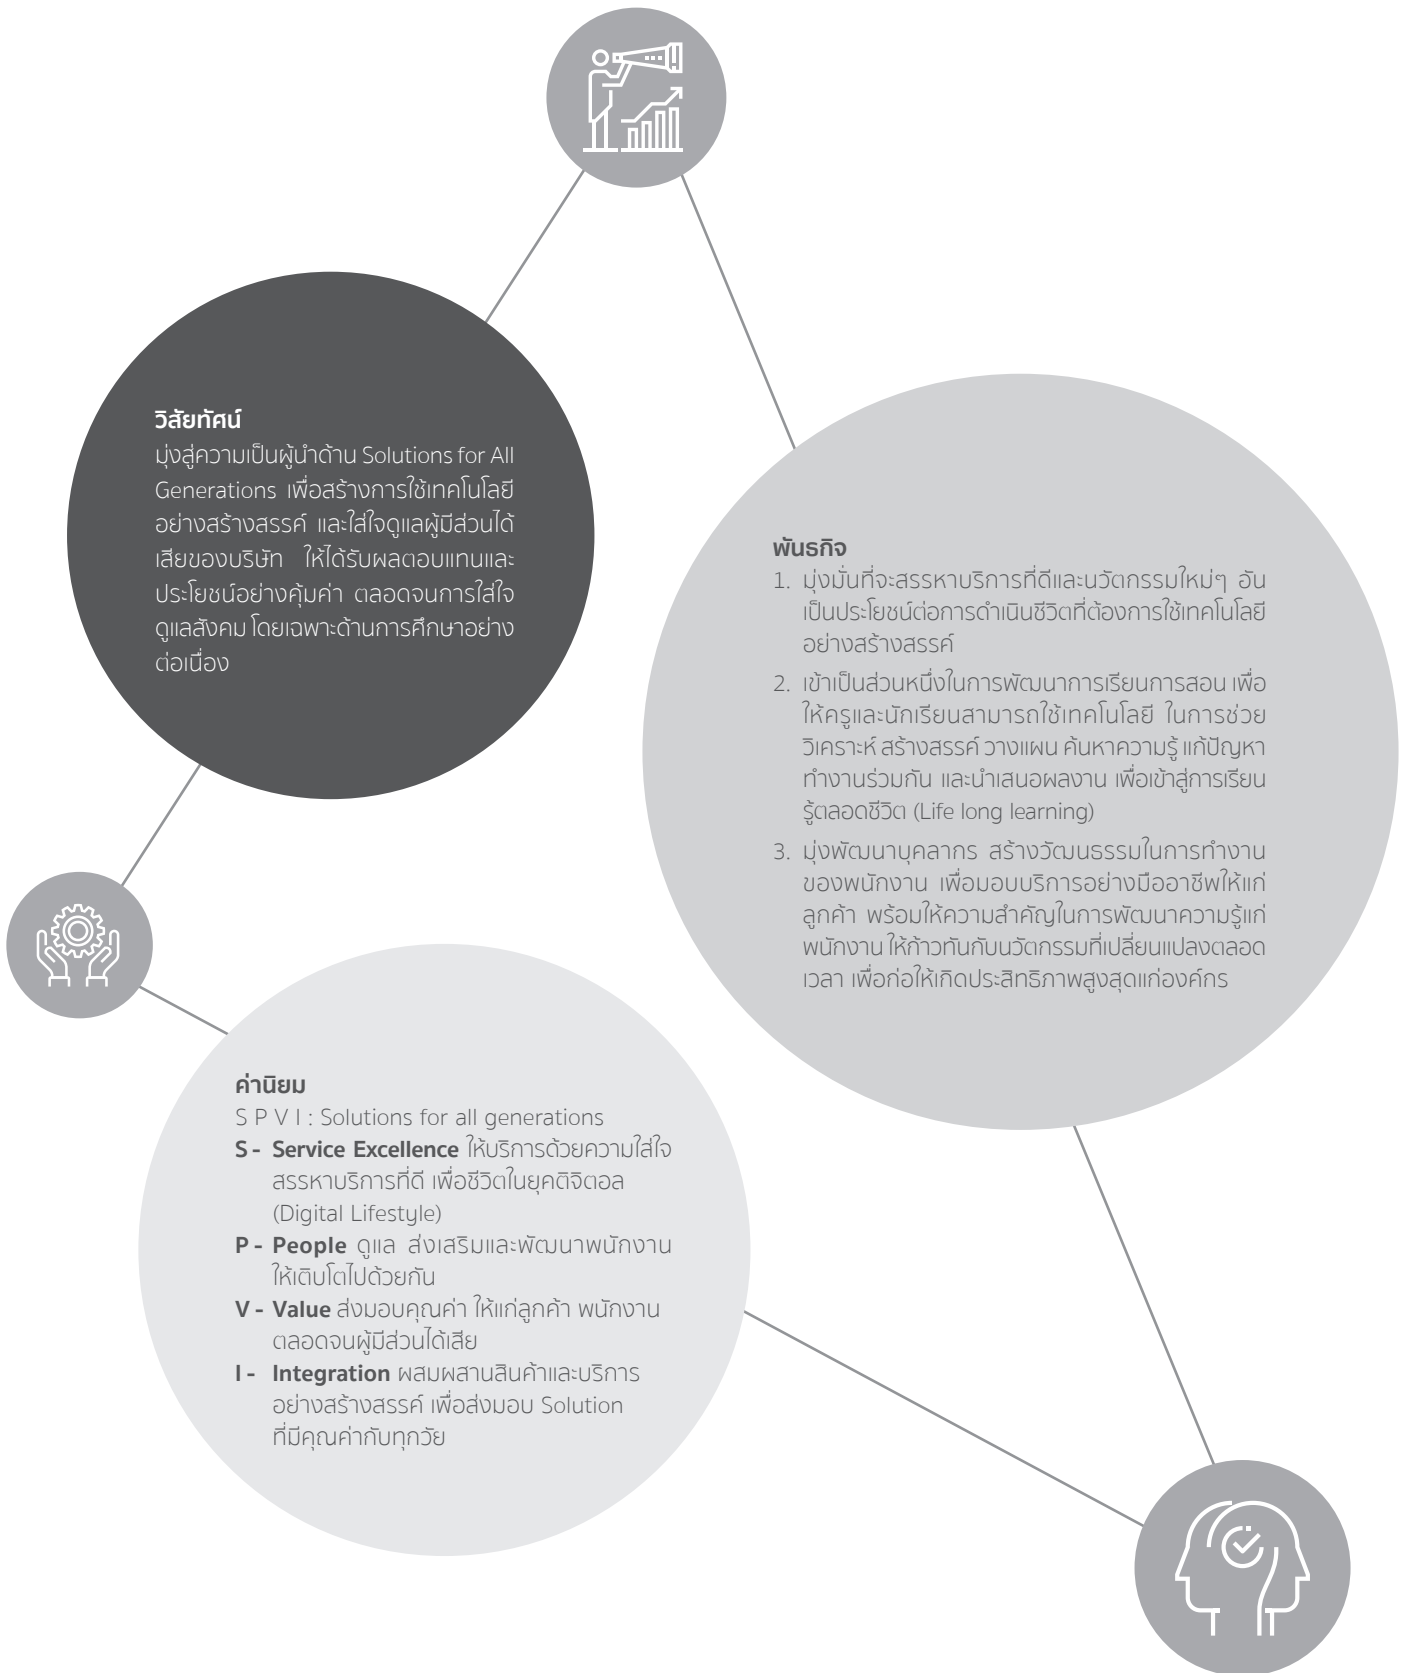 วิสัยทัศน์
มุ่งสู่ความเป็นผู้นำด้าน Solutions for All
Generations เพื่อสร้างการใช้เทคโนโลยี
อย่างสร้างสรรค์ และใส่ใจดูแลผู้มีส่วนได้
เสียของบริษัท ให้ได้รับผลตอบแทนและ
ประโยชน์อย่างคุ้มค่า ตลอดจนการใส่ใจ
ดูแลสังคม โดยเฉพาะด้านการศึกษาอย่าง
ต่อเนื่อง
พันธกิจ
1. มุ่งมั่นที่จะสรรหาบริการที่ดีและนวัตกรรมใหม่ๆ อัน
เป็นประโยชน์ต่อการดำเนินชีวิตที่ต้องการใช้เทคโนโลยี
อย่างสร้างสรรค์
2. เข้าเป็นส่วนหนึ่งในการพัฒนาการเรียนการสอน เพื่อ
ให้ครูและนักเรียนสามารถใช้เทคโนโลยี ในการช่วย
วิเคราะห์ สร้างสรรค์ วางแผน ค้นหาความรู้ แก้ปัญหา
ทำงานร่วมกัน และนำเสนอผลงาน เพื่อเข้าสู่การเรียน
รู้ตลอดชีวิต (Life long learning)
3. มุ่งพัฒนาบุคลากร สร้างวัฒนธรรมในการทำงาน
ของพนักงาน เพื่อมอบบริการอย่างมืออาชีพให้แก่
ลูกค้า พร้อมให้ความสำคัญในการพัฒนาความรู้แก่
พนักงาน ให้ก้าวทันกับนวัตกรรมที่เปลี่ยนแปลงตลอด
เวลา เพื่อก่อให้เกิดประสิทธิภาพสูงสุดแก่องค์กร
ค่านิยม
S P V I : Solutions for all generations
S - Service Excellence ให้บริการด้วยความใส่ใจ
สรรหาบริการที่ดี เพื่อชีวิตในยุคดิจิตอล
(Digital Lifestyle)
P - People ดูแล ส่งเสริมและพัฒนาพนักงาน
ให้เติบโตไปด้วยกัน
V - Value ส่งมอบคุณค่า ให้แก่ลูกค้า พนักงาน
ตลอดจนผู้มีส่วนได้เสีย
I - Integration ผสมผสานสินค้าและบริการ
อย่างสร้างสรรค์ เพื่อส่งมอบ Solution
ที่มีคุณค่ากับทุกวัย